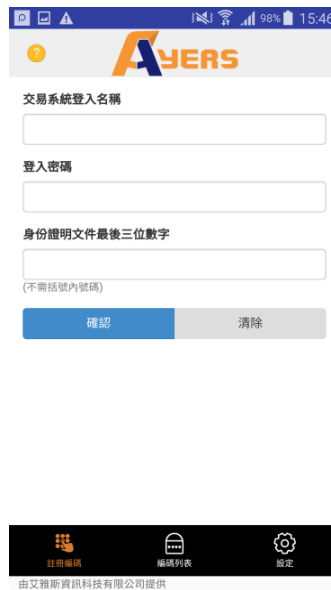 98% 15:46
AYERS
交易系統登入名稱
登入密碼
身份證明文件最後三位數字
(不需括號內號碼)
確認 清除
註冊編碼 編碼列表 設定
由艾雅斯資訊科技有限公司提供